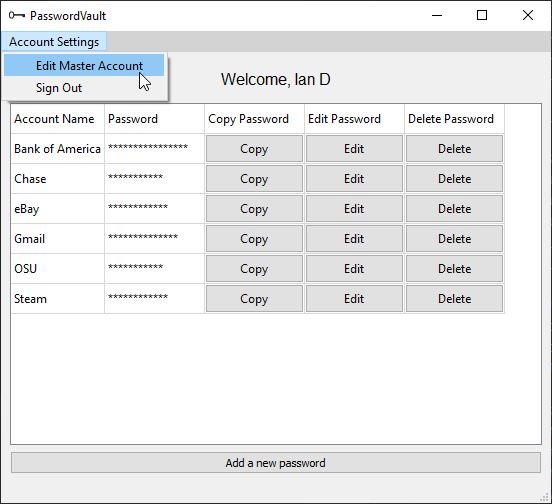 PasswordVault
Account Settings
Edit Master Account
Sign Out
Welcome, Ian D
Account Name Password Copy Password Edit Password Delete Password
Bank of America **************** Copy Edit Delete
Chase *********** Copy Edit Delete
eBay ************ Copy Edit Delete
Gmail ************** Copy Edit Delete
OSU *********** Copy Edit Delete
Steam ************ Copy Edit Delete
Add a new password